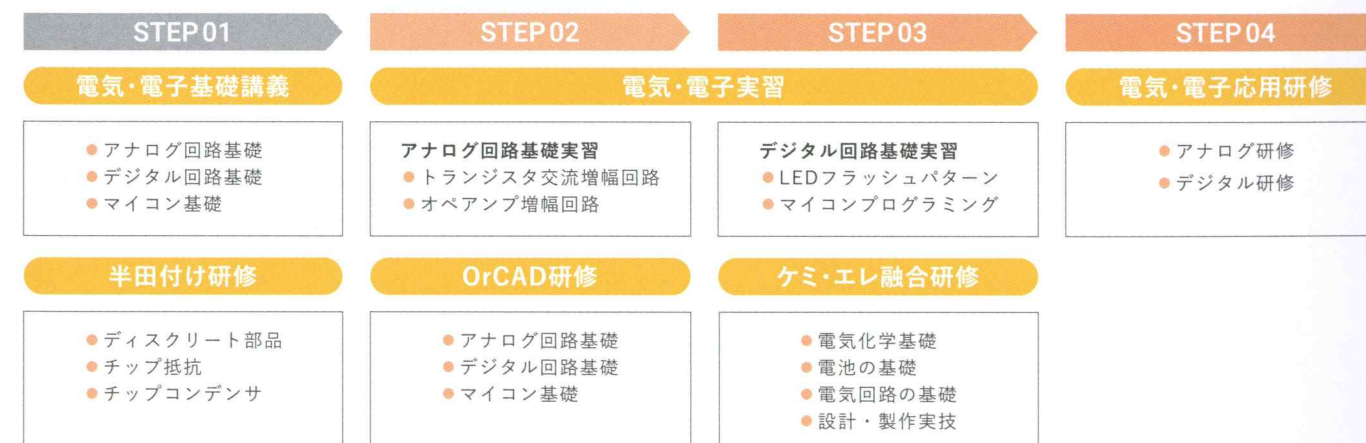 STEP 01
STEP 02
STEP 03
STEP 04
電気・電子基礎講義
電気・電子実習
電気・電子応用研修
アナログ回路基礎
デジタル回路基礎
マイコン基礎
アナログ回路基礎実習
トランジスタ交流増幅回路
オペアンプ増幅回路
デジタル回路基礎実習
LEDフラッシュパターン
マイコンプログラミング
アナログ研修
デジタル研修
半田付け研修
OrCAD研修
ケミ・エレ融合研修
ディスクリート部品
チップ抵抗
チップコンデンサ
アナログ回路基礎
デジタル回路基礎
マイコン基礎
電気化学基礎
電池の基礎
電気回路の基礎
設計・製作実技